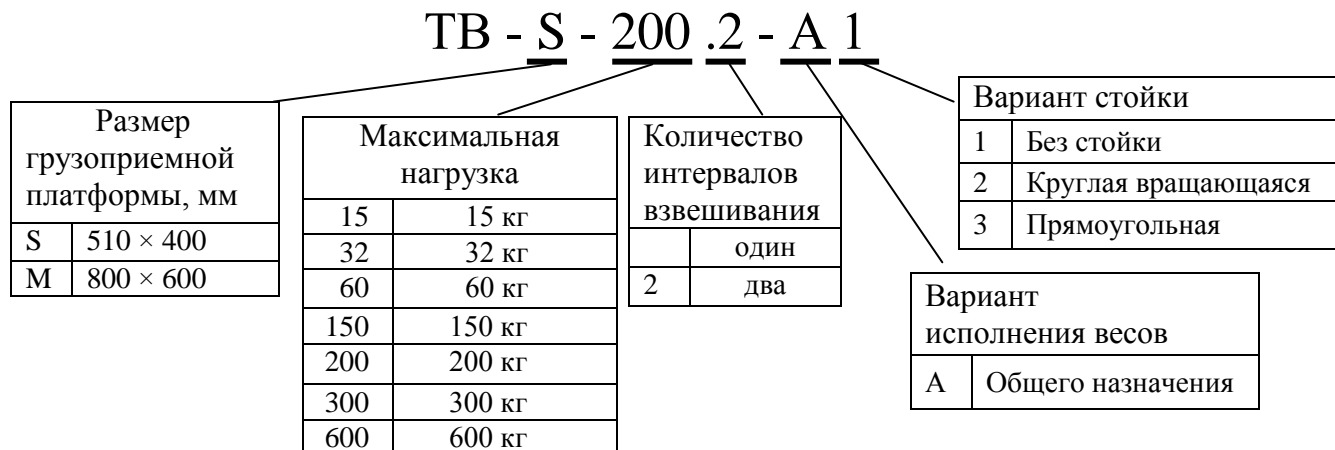 ТВ - S - 200 .2 - А 1
Размер
грузоприемной
платформы, мм
S 510 × 400
М 800 × 600
Максимальная
нагрузка
15 15 кг
32 32 кг
60 60 кг
150 150 кг
200 200 кг
300 300 кг
600 600 кг
Количество
интервалов
взвешивания
один
2 два
Вариант стойки
1 Без стойки
2 Круглая вращающаяся
3 Прямоугольная
Вариант
исполнения весов
А Общего назначения